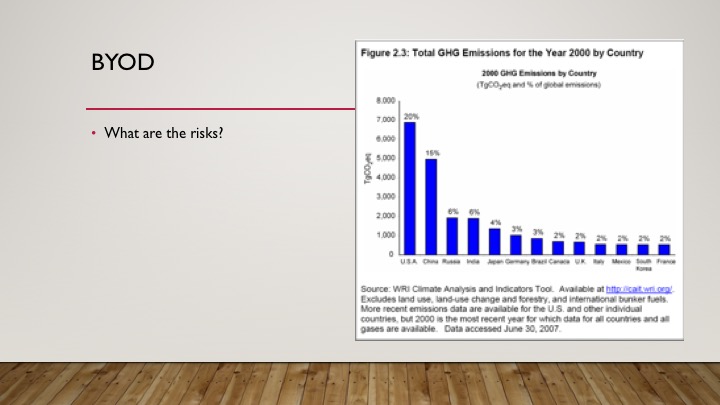 BYOD
• What are the risks?
Figure 2.3: Total GHG Emissions for the Year 2000 by Country
2000 GHG Emissions by Country
(TgCO2eq and % of global emissions)
TgCO2eq
8,000
7,000
6,000
5,000
4,000
3,000
2,000
1,000
0
20%
15%
6%
6%
4%
3%
3%
2%
2%
2%
2%
2%
2%
U.S.A. China Russia India Japan Germany Brazil Canada U.K. Italy Mexico South Korea France
Source: WRI Climate Analysis and Indicators Tool. Available at http://cait.wri.org/.
Excludes land use, land-use change and forestry, and international bunker fuels.
More recent emissions data are available for the U.S. and other individual
countries, but 2000 is the most recent year for which data for all countries and all
gases are available. Data accessed June 30, 2007.